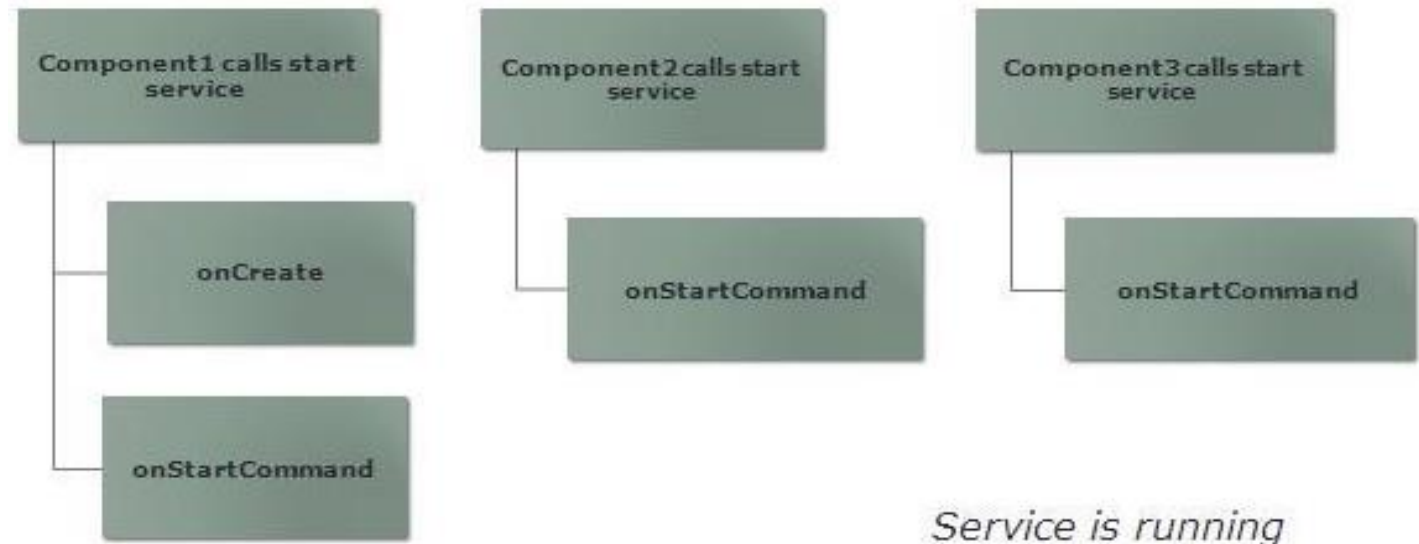 Component1 calls start
service
Component2 calls start
service
Component3 calls start
service
onCreate
onStartCommand
onStartCommand
onStartCommand
Service is running